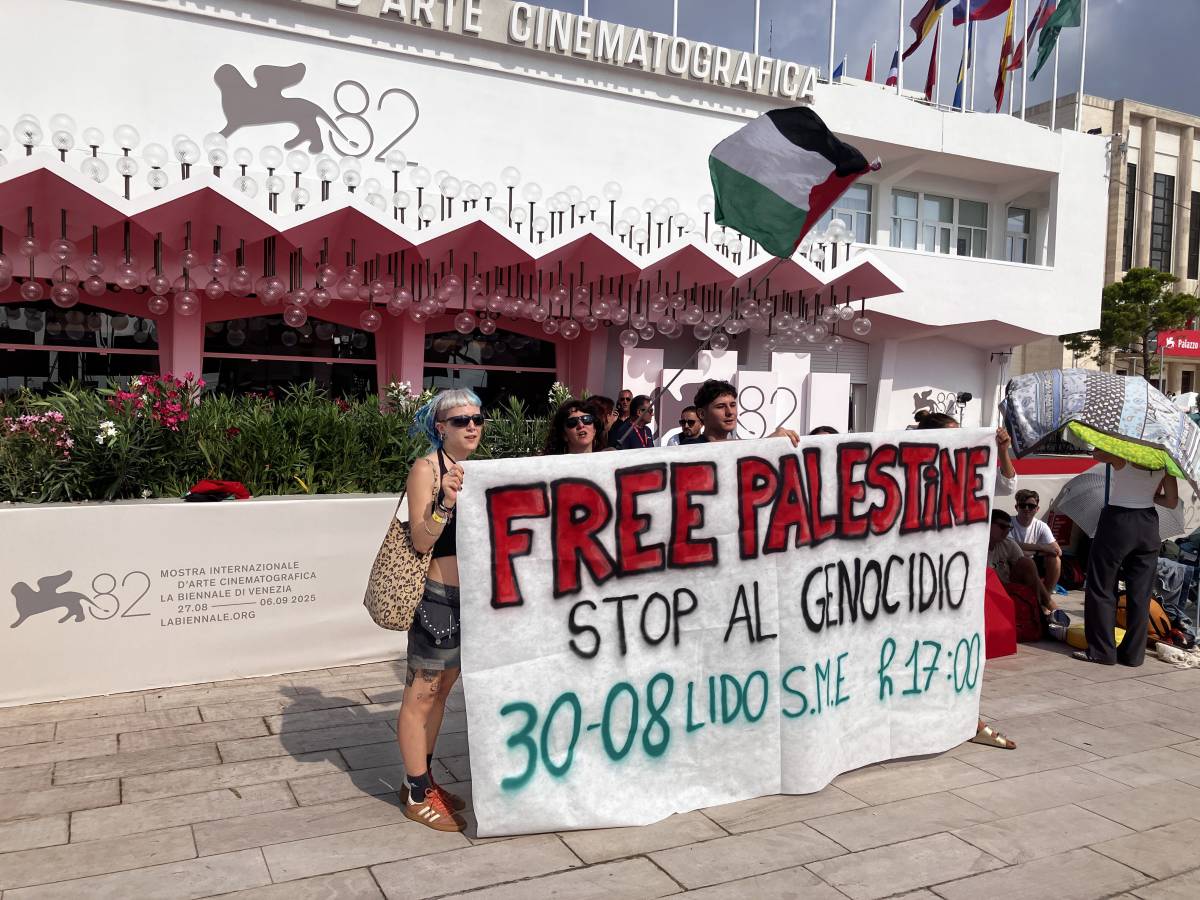 D'ARTE CINEMATOGRAFICA
82
82
Palazzo
82
FREE PALESTINE
STOP AL GENOCIDIO
30-08 LIDO S.M.E h 17:00
82
MOSTRA INTERNAZIONALE
D'ARTE CINEMATOGRAFICA
LA BIENNALE DI VENEZIA
27.08 — 06.09 2025
LABIENNALE.ORG